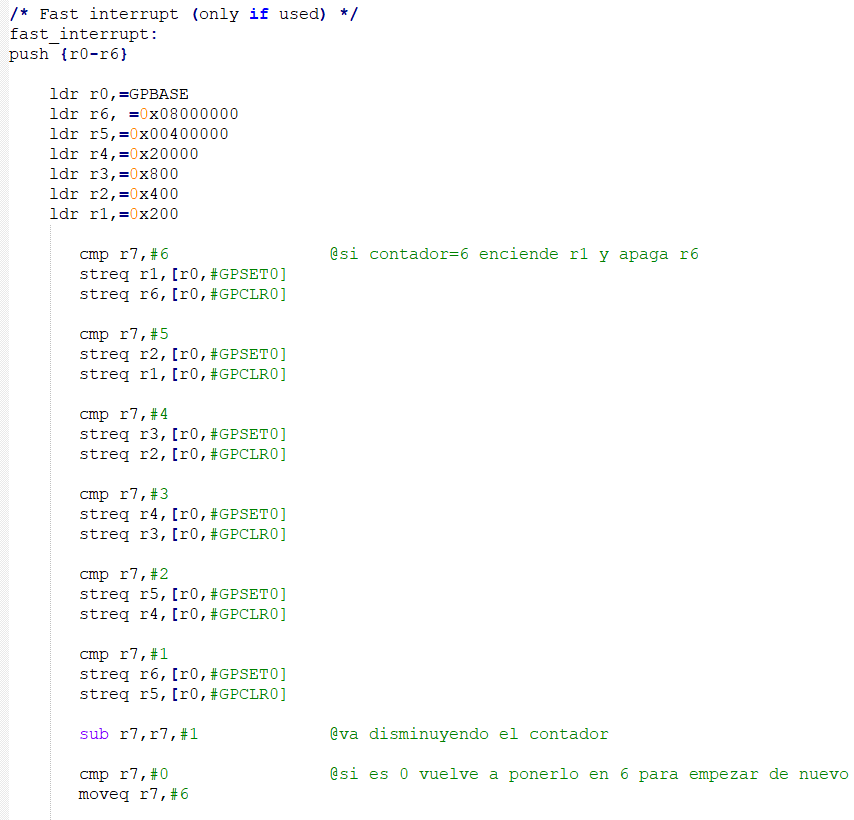 /* Fast interrupt (only if used) */
fast_interrupt:
push {r0-r6}
ldr r0,=GPBASE
ldr r6, =0x08000000
ldr r5,=0x00400000
ldr r4,=0x20000
ldr r3,=0x800
ldr r2,=0x400
ldr r1,=0x200
cmp r7,#6 @si contador=6 enciende r1 y apaga r6
streq r1,[r0,#GPSET0]
streq r6,[r0,#GPCLR0]
cmp r7,#5
streq r2,[r0,#GPSET0]
streq r1,[r0,#GPCLR0]
cmp r7,#4
streq r3,[r0,#GPSET0]
streq r2,[r0,#GPCLR0]
cmp r7,#3
streq r4,[r0,#GPSET0]
streq r3,[r0,#GPCLR0]
cmp r7,#2
streq r5,[r0,#GPSET0]
streq r4,[r0,#GPCLR0]
cmp r7,#1
streq r6,[r0,#GPSET0]
streq r5,[r0,#GPCLR0]
sub r7,r7,#1 @va disminuyendo el contador
cmp r7,#0 @si es 0 vuelve a ponerlo en 6 para empezar de nuevo
moveq r7,#6